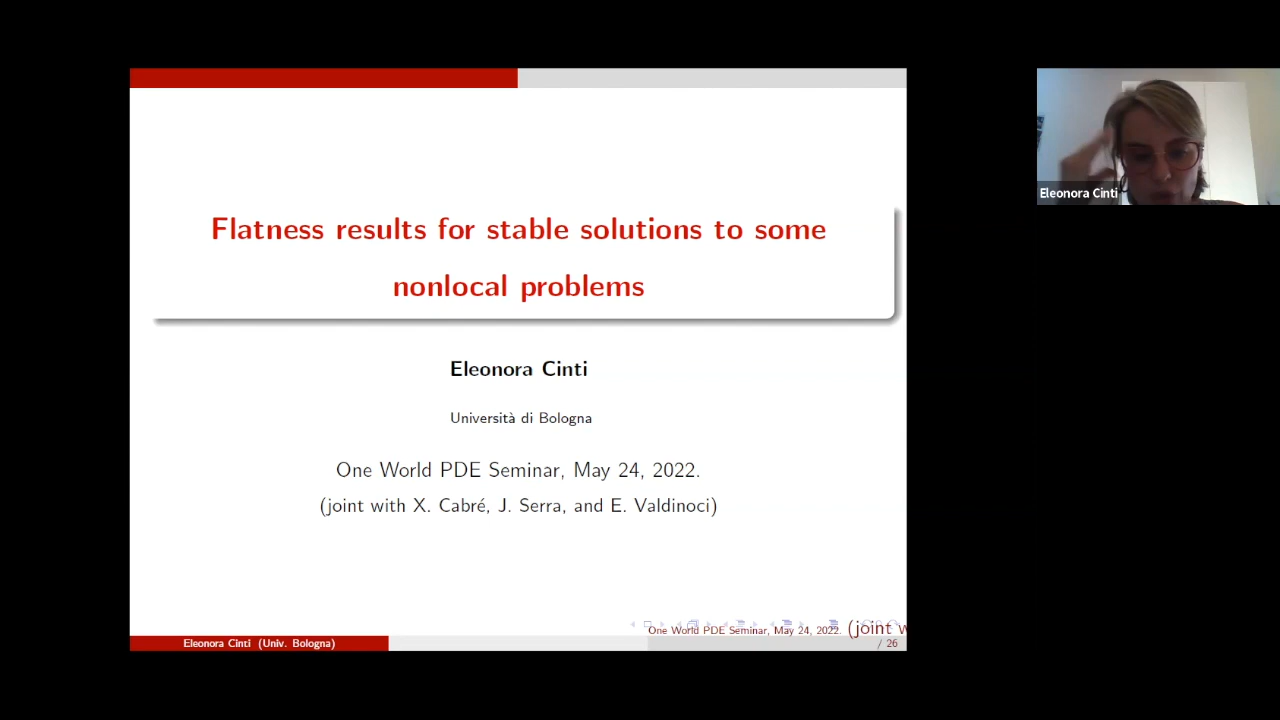 Flatness results for stable solutions to some
nonlocal problems
Eleonora Cinti
Università di Bologna
One World PDE Seminar, May 24, 2022.
(joint with X. Cabré, J. Serra, and E. Valdinoci)
Eleonora Cinti (Univ. Bologna)
One World PDE Seminar, May 24, 2022. (joint w
/ 26
Eleonora Cinti